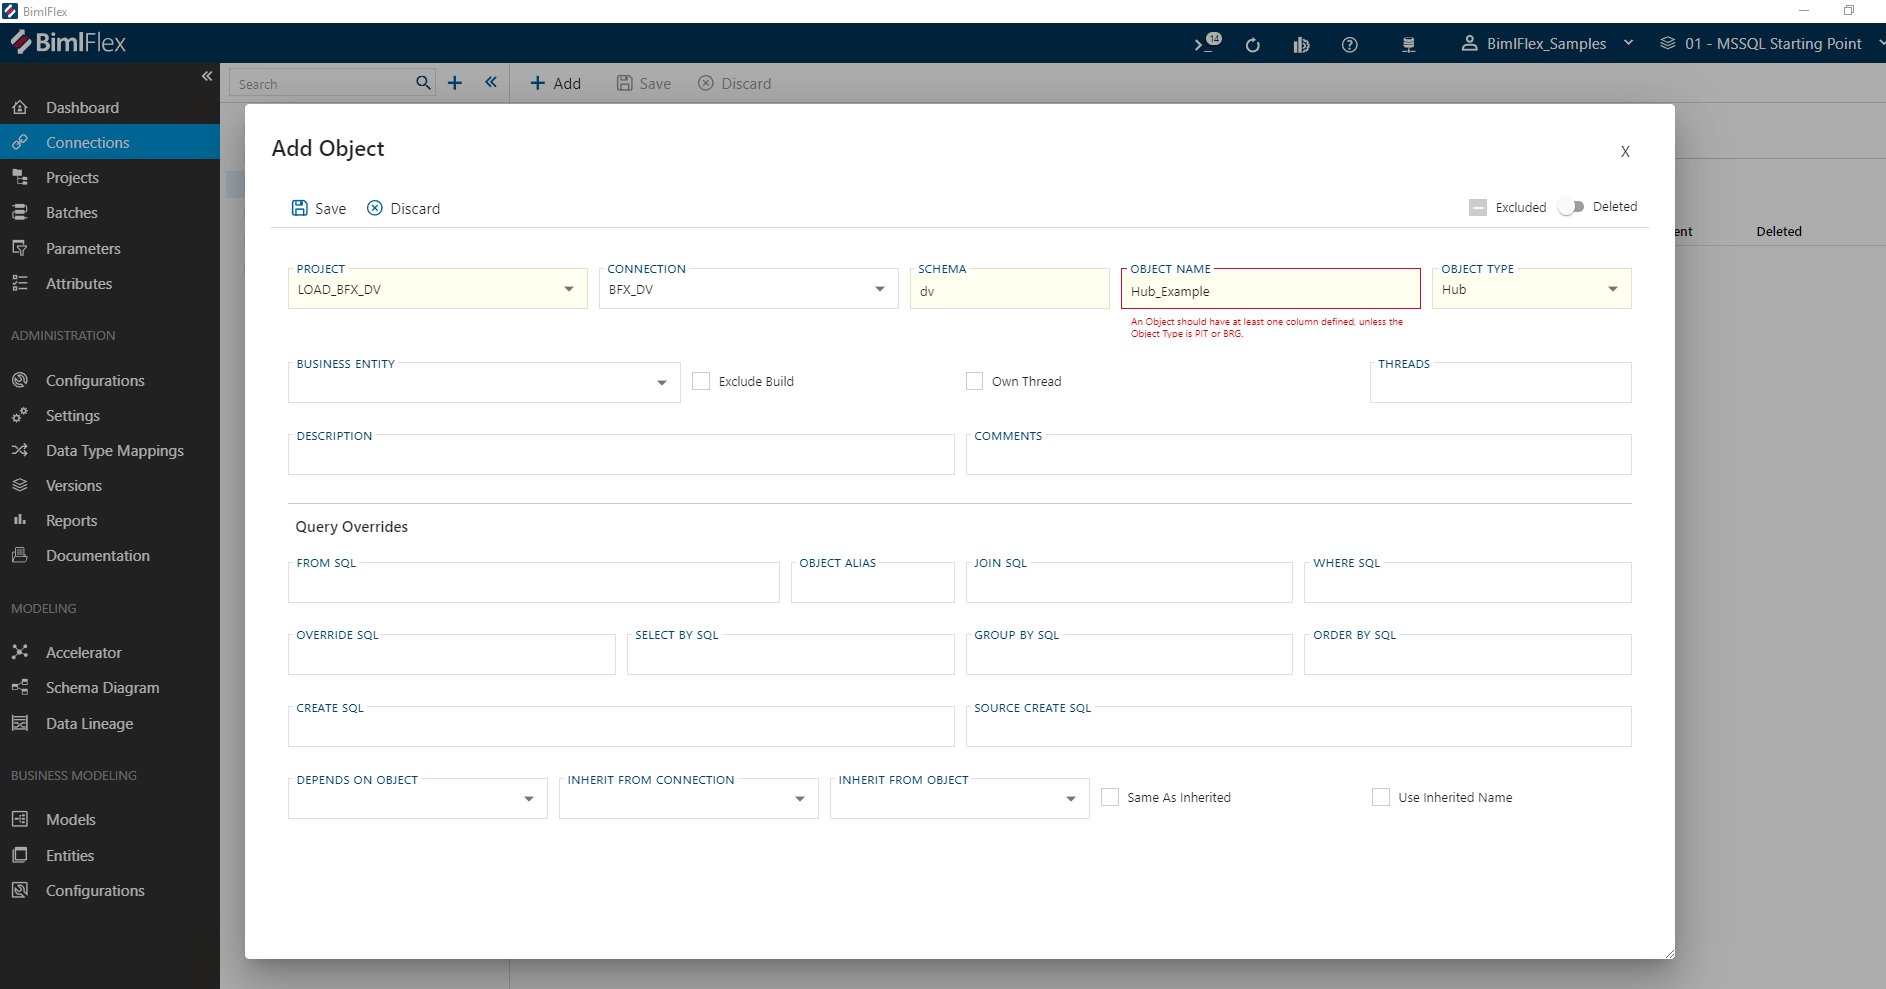 BimlFlex
BimlFlex
14
BimlFlex_Samples
01 - MSSQL Starting Point
Search
Add
Save
Discard
Dashboard
Connections
Projects
Batches
Parameters
Attributes
ADMINISTRATION
Configurations
Settings
Data Type Mappings
Versions
Reports
Documentation
MODELING
Accelerator
Schema Diagram
Data Lineage
BUSINESS MODELING
Models
Entities
Configurations
Add Object
X
Save
Discard
Excluded
Deleted
ent
Deleted
PROJECT
LOAD_BFX_DV
CONNECTION
BFX_DV
SCHEMA
dv
OBJECT NAME
Hub_Example
OBJECT TYPE
Hub
An Object should have at least one column defined, unless the
Object Type is PIT or BRG.
BUSINESS ENTITY
Exclude Build
Own Thread
THREADS
DESCRIPTION
COMMENTS
Query Overrides
FROM SQL
OBJECT ALIAS
JOIN SQL
WHERE SQL
OVERRIDE SQL
SELECT BY SQL
GROUP BY SQL
ORDER BY SQL
CREATE SQL
SOURCE CREATE SQL
DEPENDS ON OBJECT
INHERIT FROM CONNECTION
INHERIT FROM OBJECT
Same As Inherited
Use Inherited Name